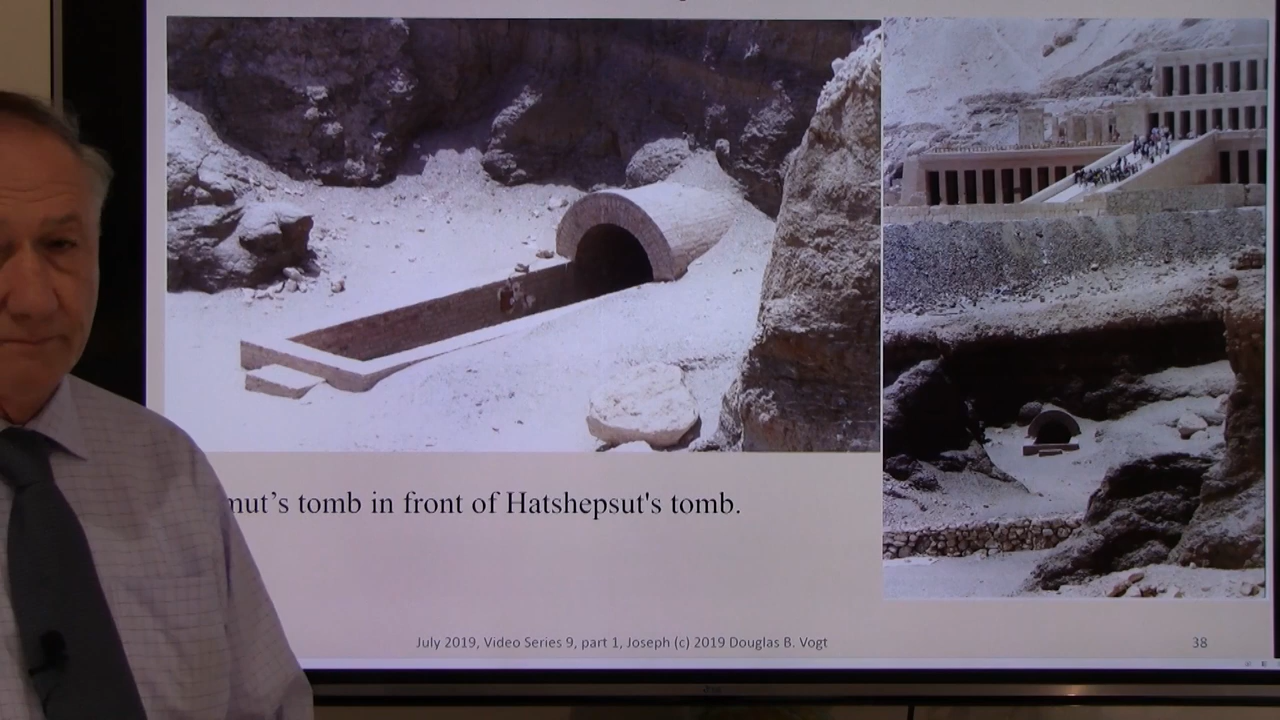 mut’s tomb in front of Hatshepsut's tomb.
July 2019, Video Series 9, part 1, Joseph (c) 2019 Douglas B. Vogt
38